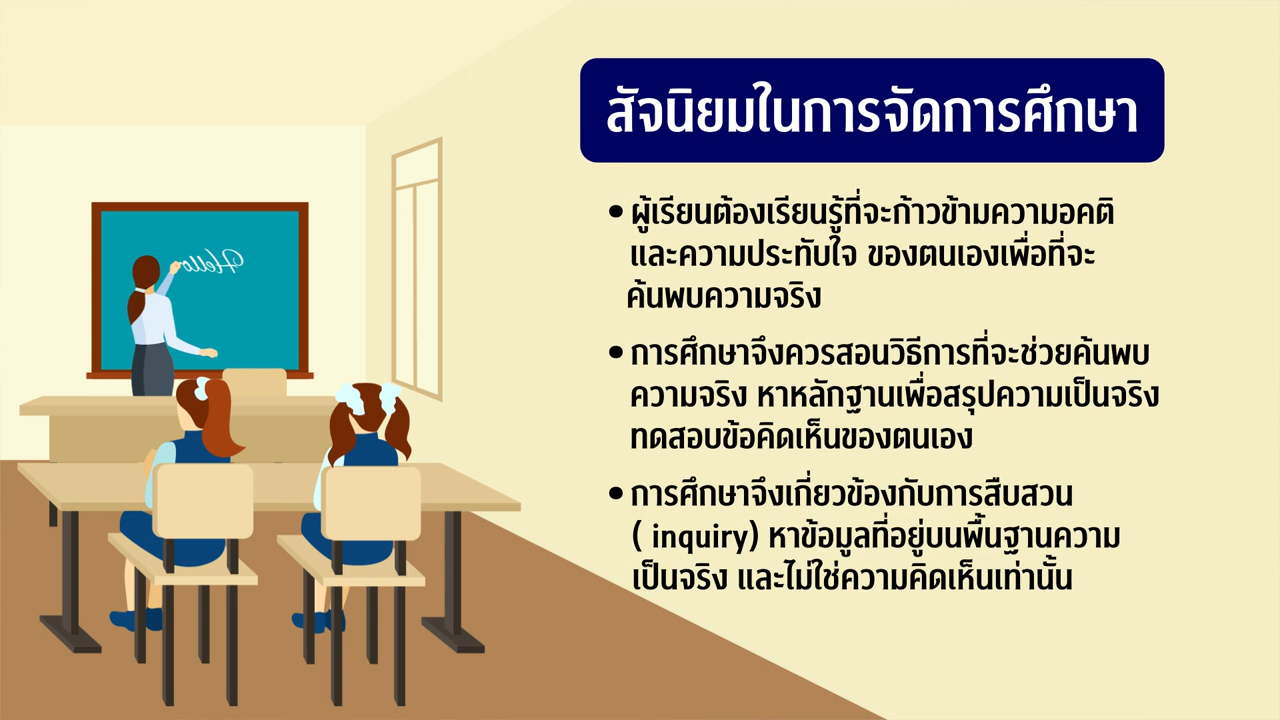 สัจนิยมในการจัดการศึกษา
Hello
• ผู้เรียนต้องเรียนรู้ที่จะก้าวข้ามความอคติ
และความประทับใจ ของตนเองเพื่อที่จะ
ค้นพบความจริง
• การศึกษาจึงควรสอนวิธีการที่จะช่วยค้นพบ
ความจริง หาหลักฐานเพื่อสรุปความเป็นจริง
ทดสอบข้อคิดเห็นของตนเอง
• การศึกษาจึงเกี่ยวข้องกับการสืบสวน
( inquiry) หาข้อมูลที่อยู่บนพื้นฐานความ
เป็นจริง และไม่ใช่ความคิดเห็นเท่านั้น